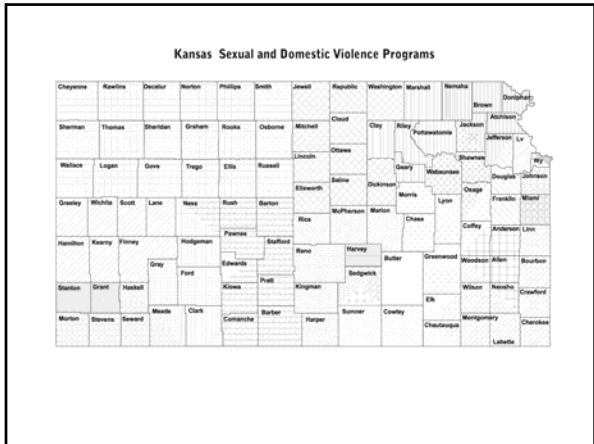 Kansas Sexual and Domestic Violence Programs
Cheyenne Rawlins Decatur Norton Phillips Smith Jewell Republic Washington Marshall Nemaha Brown Doniphan
Atchison
Sherman Thomas Sheridan Graham Rooks Osborne Mitchell Cloud Clay Riley Pottawatomie Jackson Jefferson Lv
Wallace Logan Gove Trego Ellis Russell Lincoln Ottawa Geary Wabaunsee Shawnee Wy
Ellsworth Saline Dickinson Morris Osage Douglas Johnson
Greeley Wichita Scott Lane Ness Rush Barton Rice McPherson Marion Chase Lyon Franklin Miami
Hamilton Kearny Finney Hodgeman Pawnee Stafford Reno Harvey Butler Greenwood Coffey Anderson Linn
Gray Ford Edwards Pratt Sedgwick Woodson Allen Bourbon
Stanton Grant Haskell Kiowa Kingman Elk Wilson Neosho Crawford
Morton Stevens Seward Meade Clark Comanche Barber Harper Sumner Cowley Chautauqua Montgomery Labette Cherokee